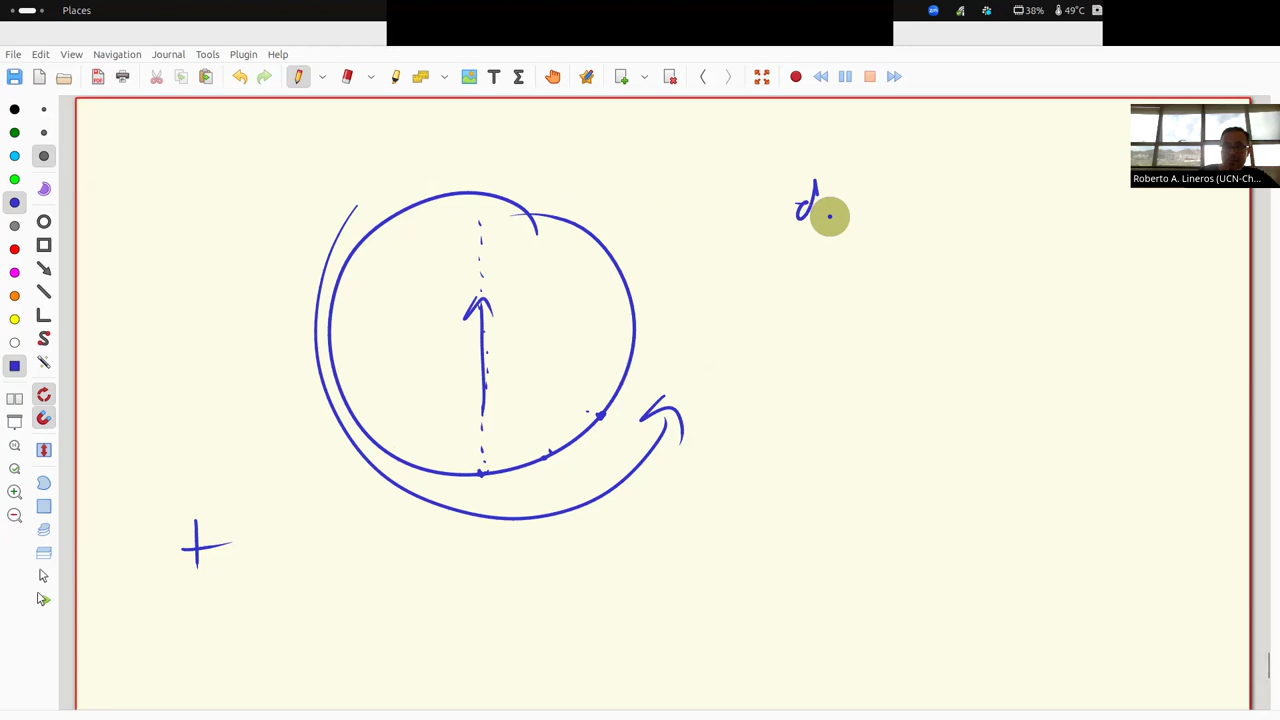 Places
38%
49°C
File Edit View Navigation Journal Tools Plugin Help
Roberto A. Lineros (UCN-Ch...
d
+